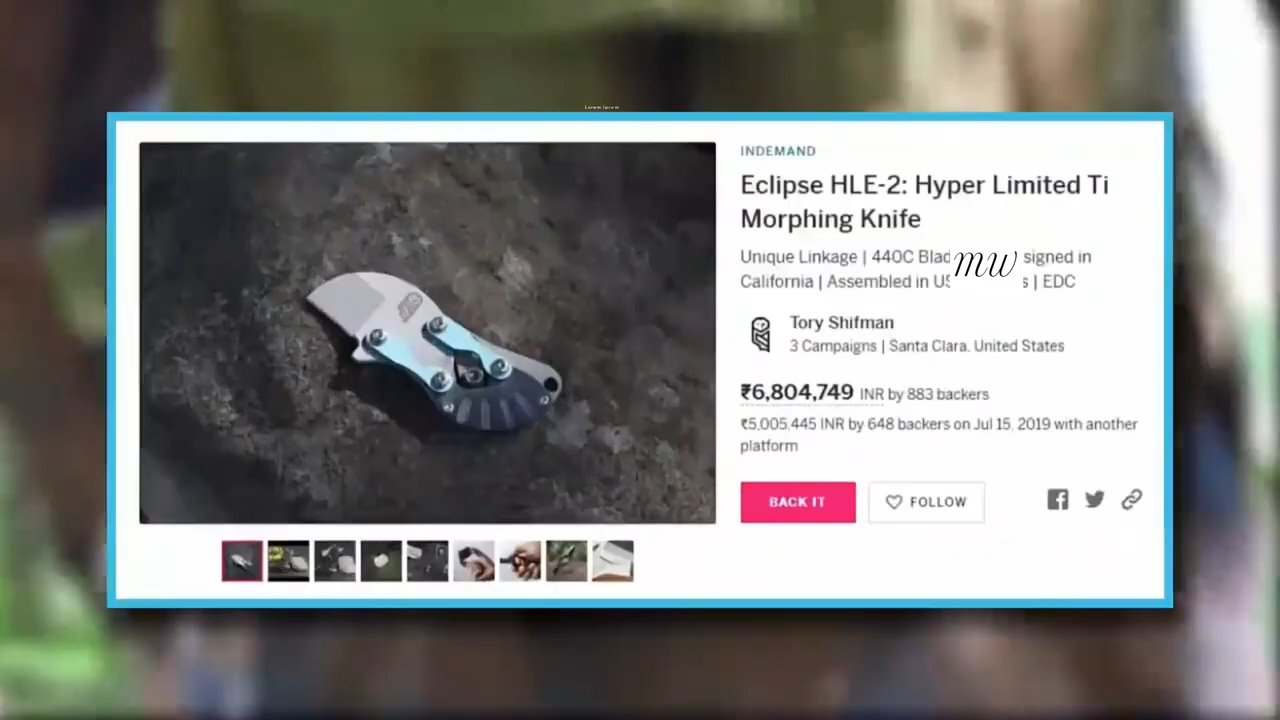 Lorem Ipsum
INDEMAND
Eclipse HLE-2: Hyper Limited Ti
Morphing Knife
Unique Linkage | 440C signed in
California | Assembled in | EDC
mw
Tory Shifman
3 Campaigns | Santa Clara, United States
₹6,804,749 INR by 883 backers
₹5,005,445 INR by 648 backers on Jul 15, 2019 with another
platform
BACK IT
FOLLOW